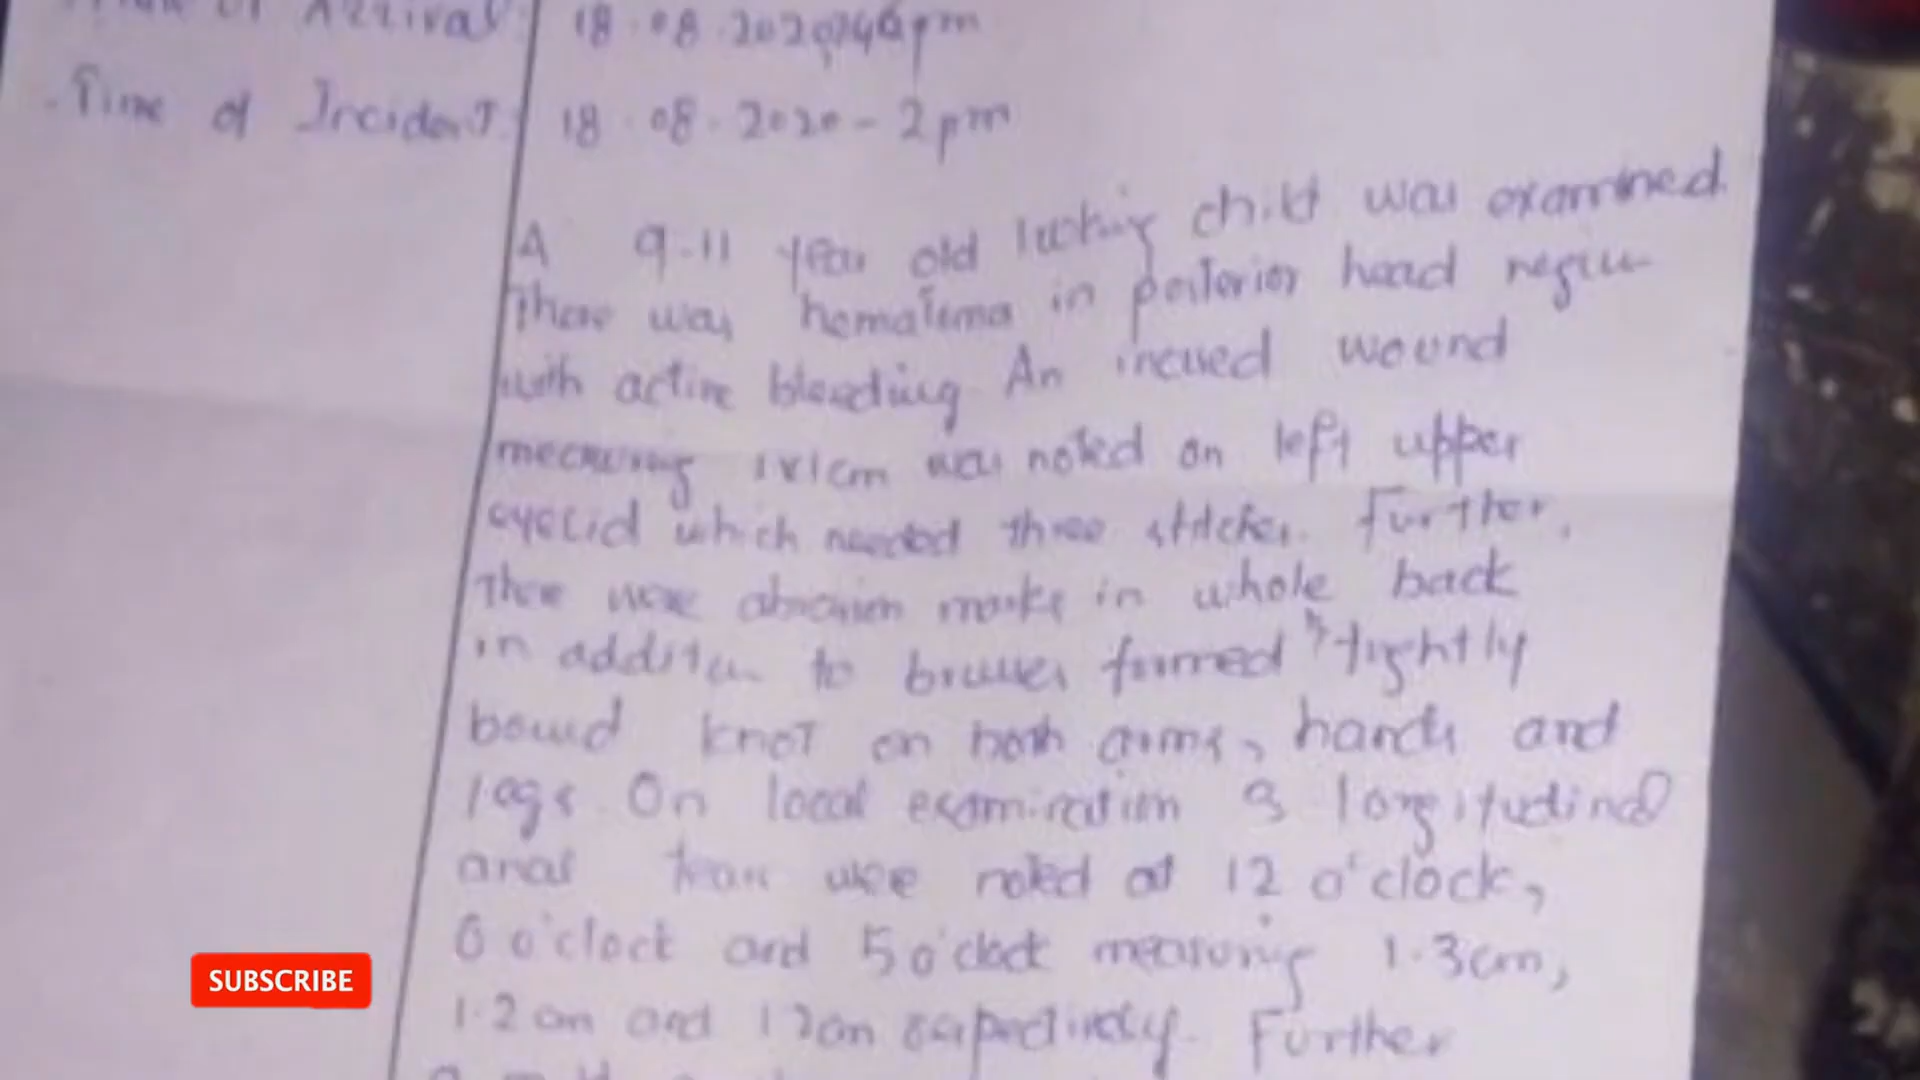 of Arrival 18.08.2020
Time of Incident 18.08.2020 - 2pm
A 9-11 year old looking child was examined.
There was hematoma in posterior head region
with active bleeding An incised wound
measuring 1x1cm was noted on left upper
eyelid which needed three stitches. Further,
There were abrasion marks in whole back
in addition to bruises formed by tightly
bound knot on both arms, hands and
legs. On local examination 3 longitudinal
anal tear were noted at 12 o'clock,
6 o'clock and 5 o'clock measuring 1.3cm,
1.2cm and 1 respectively. Further
SUBSCRIBE